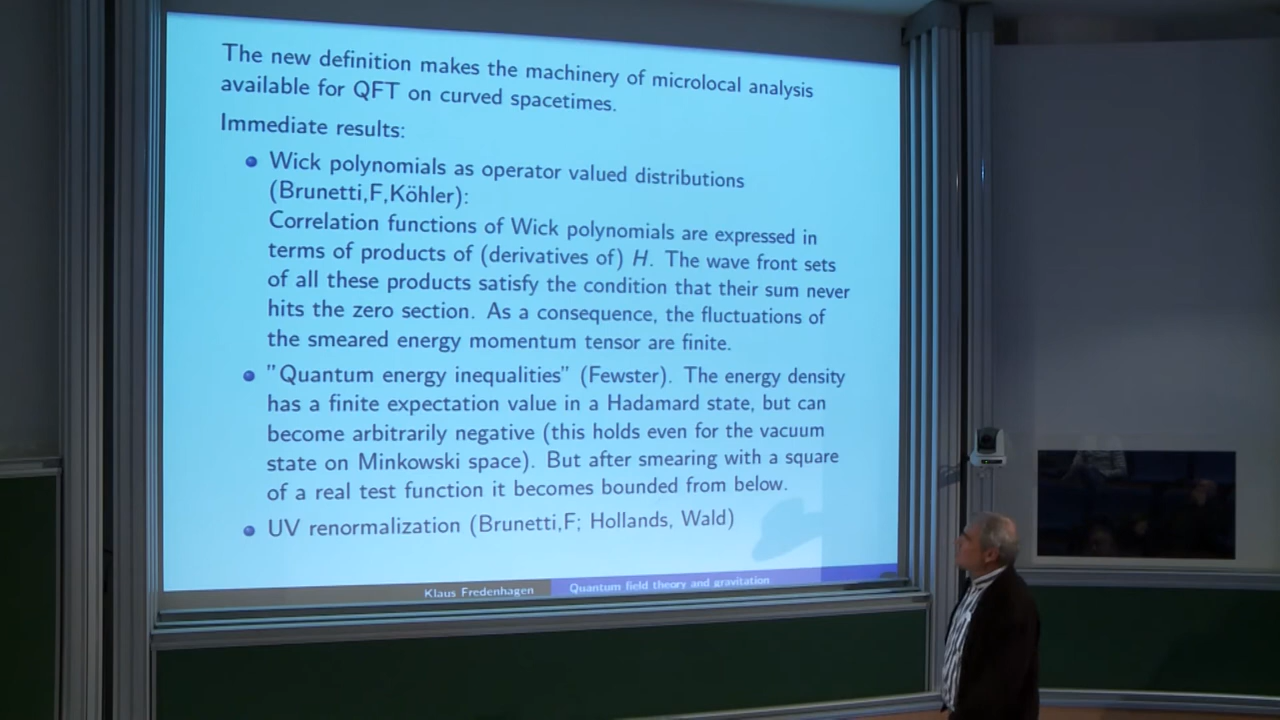 The new definition makes the machinery of microlocal analysis
available for QFT on curved spacetimes.
Immediate results:
Wick polynomials as operator valued distributions
(Brunetti,F,Köhler):
Correlation functions of Wick polynomials are expressed in
terms of products of (derivatives of) H. The wave front sets
of all these products satisfy the condition that their sum never
hits the zero section. As a consequence, the fluctuations of
the smeared energy momentum tensor are finite.
"Quantum energy inequalities" (Fewster). The energy density
has a finite expectation value in a Hadamard state, but can
become arbitrarily negative (this holds even for the vacuum
state on Minkowski space). But after smearing with a square
of a real test function it becomes bounded from below.
UV renormalization (Brunetti,F; Hollands, Wald)
Klaus Fredenhagen Quantum field theory and gravitation